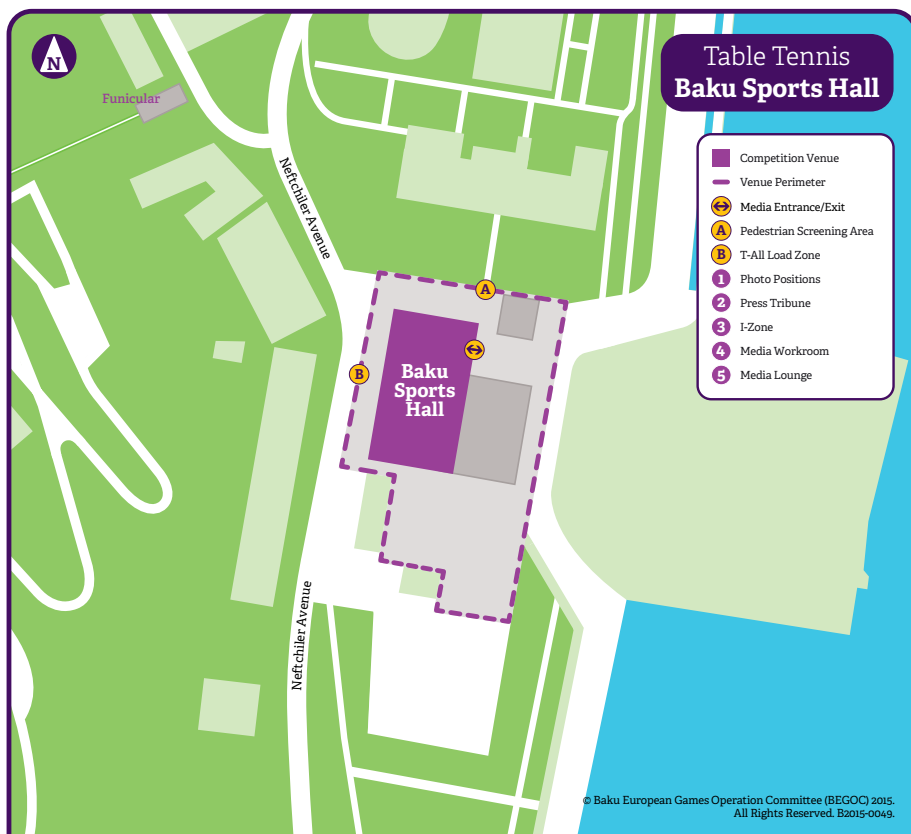 N
Table Tennis
Baku Sports Hall
Funicular
Competition Venue
Venue Perimeter
Media Entrance/Exit
A Pedestrian Screening Area
B T-All Load Zone
1 Photo Positions
2 Press Tribune
3 I-Zone
4 Media Workroom
5 Media Lounge
Neftchiler Avenue
A
B
Baku
Sports
Hall
Neftchiler Avenue
© Baku European Games Operation Committee (BEGOC) 2015.
All Rights Reserved. B2015-0049.